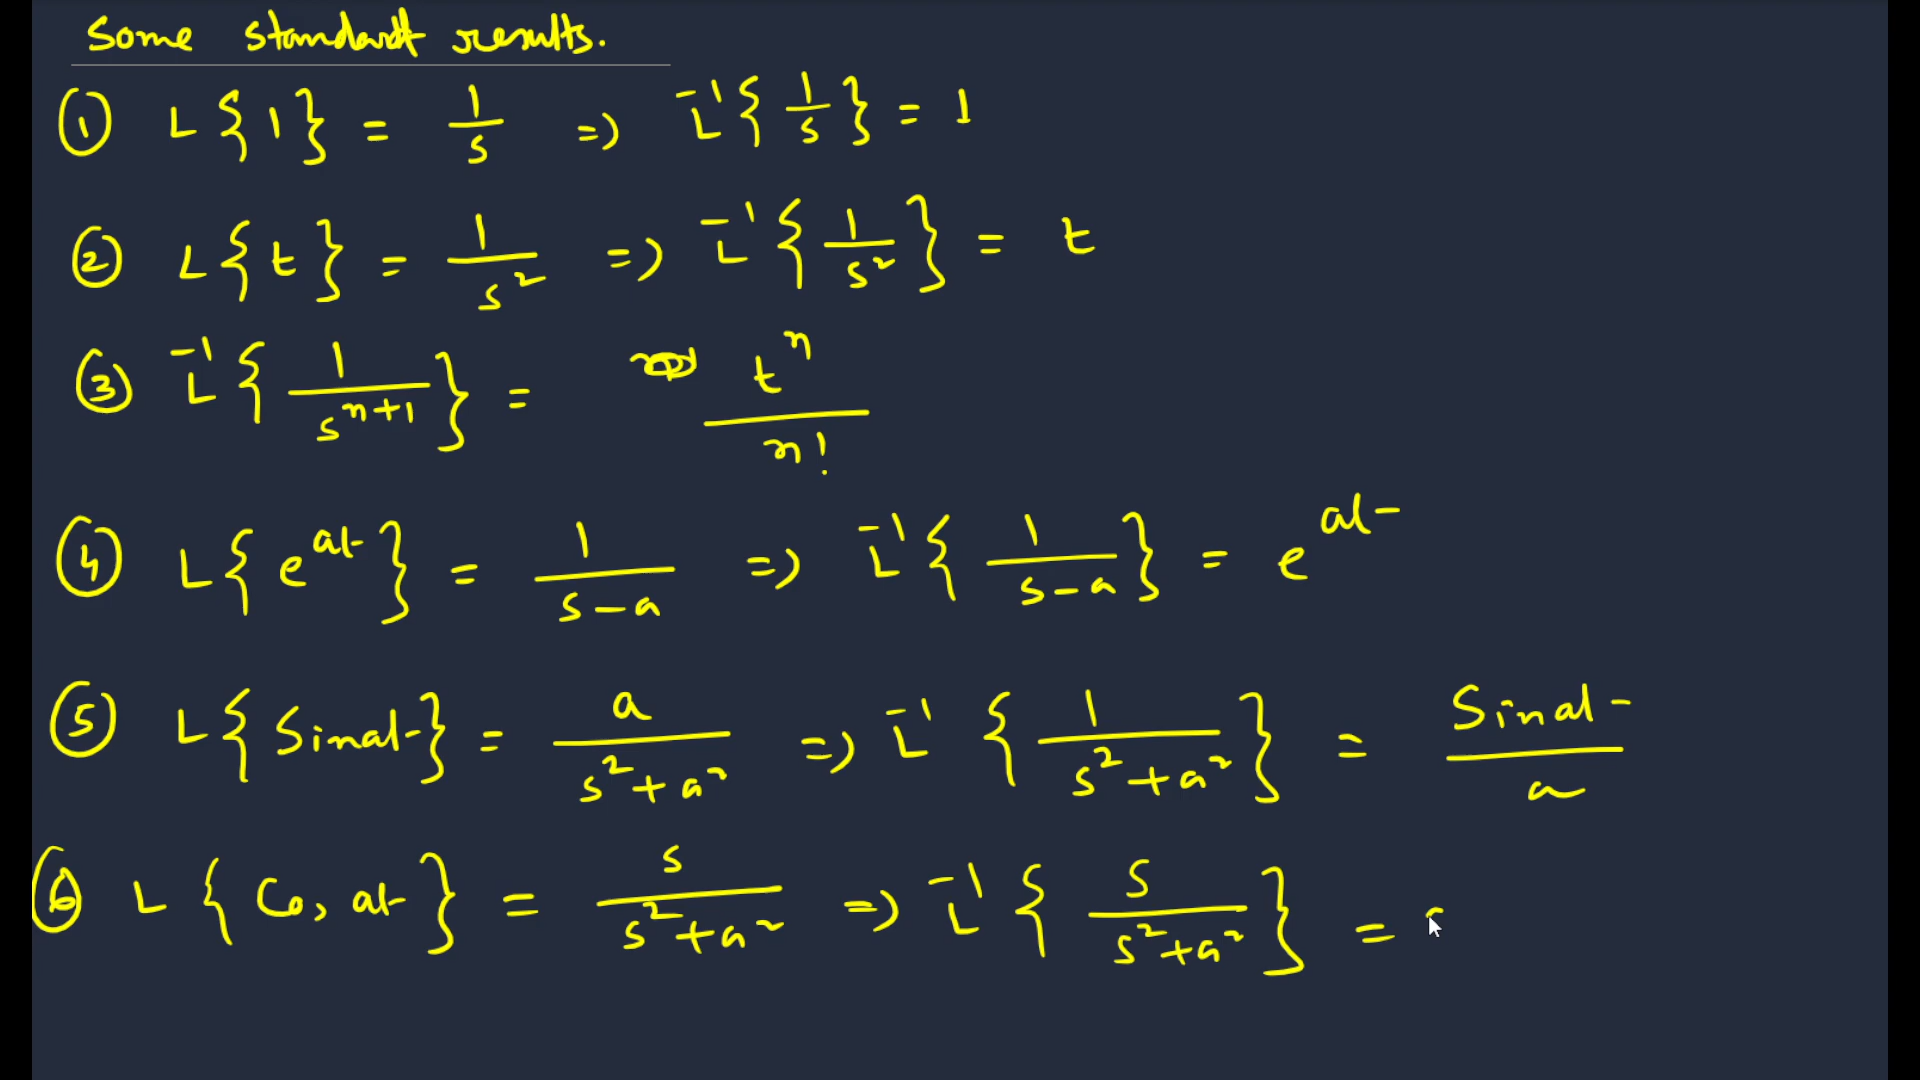 Some standard results.
① L{1} = 1/s => L⁻¹{1/s} = 1
② L{t} = 1/s² => L⁻¹{1/s²} = t
③ L⁻¹{1/sⁿ⁺¹} = tⁿ/n!
④ L{e^at} = 1/(s-a) => L⁻¹{1/(s-a)} = e^at
⑤ L{Sinat} = a/(s²+a²) => L⁻¹{1/(s²+a²)} = Sinat/a
⑥ L{Cos at} = s/(s²+a²) => L⁻¹{s/(s²+a²)} =